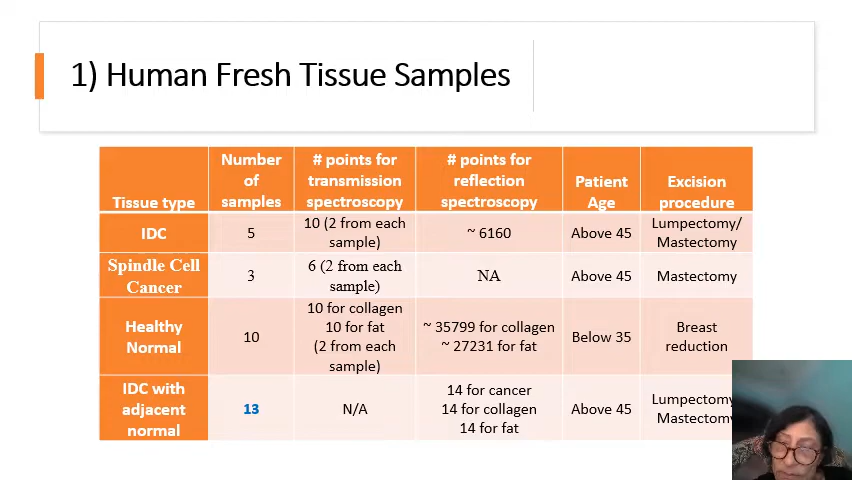 1) Human Fresh Tissue Samples
Tissue type
Number
of
samples
# points for
transmission
spectroscopy
# points for
reflection
spectroscopy
Patient
Age
Excision
procedure
IDC
5
10 (2 from each
sample)
~ 6160
Above 45
Lumpectomy/
Mastectomy
Spindle Cell
Cancer
3
6 (2 from each
sample)
NA
Above 45
Mastectomy
Healthy
Normal
10
10 for collagen
10 for fat
(2 from each
sample)
~ 35799 for collagen
~ 27231 for fat
Below 35
Breast
reduction
IDC with
adjacent
normal
13
N/A
14 for cancer
14 for collagen
14 for fat
Above 45
Lumpectomy
Mastectomy